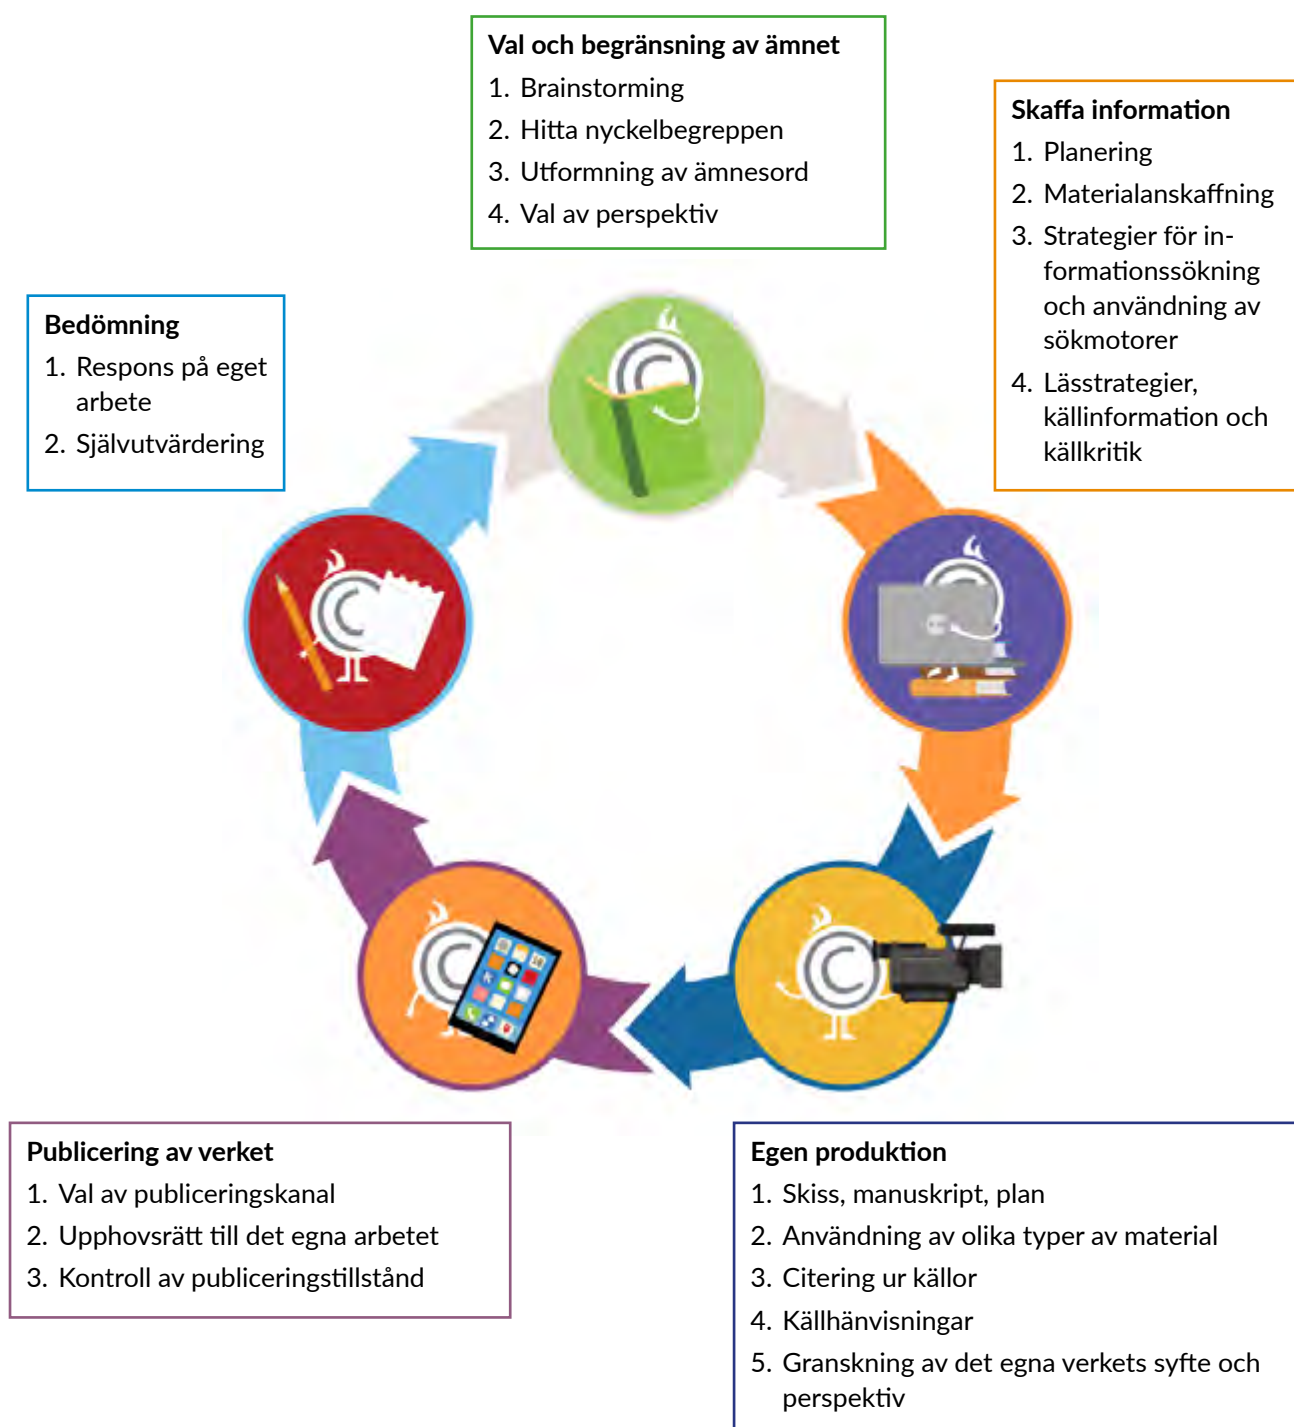 Val och begränsning av ämnet
1. Brainstorming
2. Hitta nyckelbegreppen
3. Utformning av ämnesord
4. Val av perspektiv
Skaffa information
1. Planering
2. Materialanskaffning
3. Strategier för in-
formationssökning
och användning av
sökmotorer
4. Lässtrategier,
källinformation och
källkritik
Bedömning
1. Respons på eget
arbete
2. Självutvärdering
Publicering av verket
1. Val av publiceringskanal
2. Upphovsrätt till det egna arbetet
3. Kontroll av publiceringstillstånd
Egen produktion
1. Skiss, manuskript, plan
2. Användning av olika typer av material
3. Citering ur källor
4. Källhänvisningar
5. Granskning av det egna verkets syfte och
perspektiv